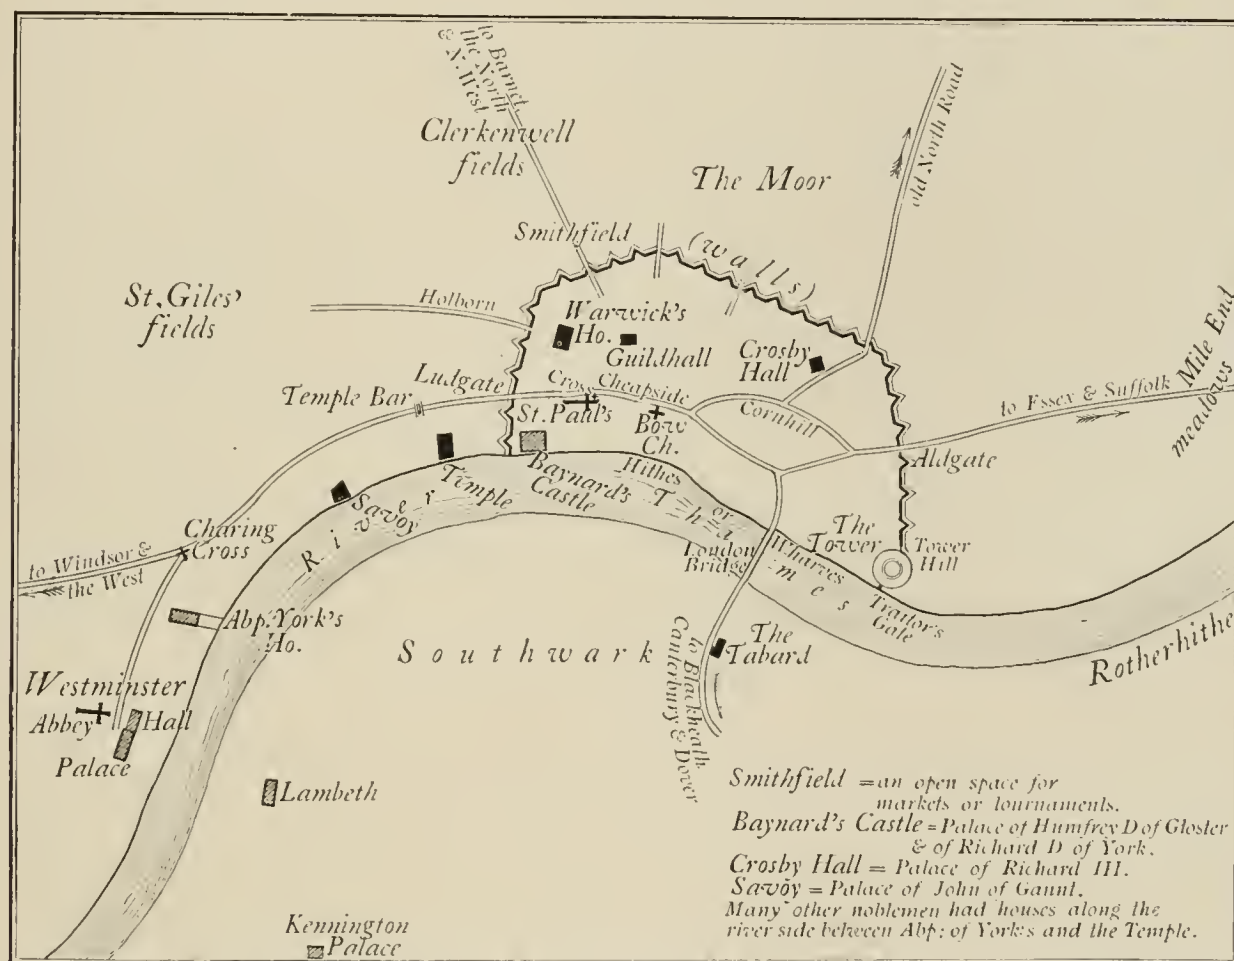 to Barnet,
the North
& N. West
Clerkenwell
fields
The Moor
old North Road
Smithfield
(walls)
St. Giles'
fields
Holborn
Warwick's
Ho.
Guildhall
Crosby
Hall
Mile End
meadows
Temple Bar
Ludgate
Cross
Cheapside
St. Paul's
Bow
Ch.
Cornhill
to Essex & Suffolk
Aldgate
Baynard's
Castle
Hithes
or
Wharves
Temple
Savoy
River Thames
Charing
Cross
to Windsor &
the West
London
Bridge
The
Tower
Tower
Hill
Traitor's
Gate
Abp. York's
Ho.
Southwark
The
Tabard
to Blackheath.
Canterbury & Dover
Rotherhithe
Westminster
Abbey
Hall
Palace
Lambeth
Kennington
Palace
Smithfield = an open space for
markets or tournaments.
Baynard's Castle = Palace of Humfrey D of Gloster
& of Richard D of York.
Crosby Hall = Palace of Richard III.
Savoy = Palace of John of Gaunt.
Many other noblemen had houses along the
river side between Abp: of York's and the Temple.